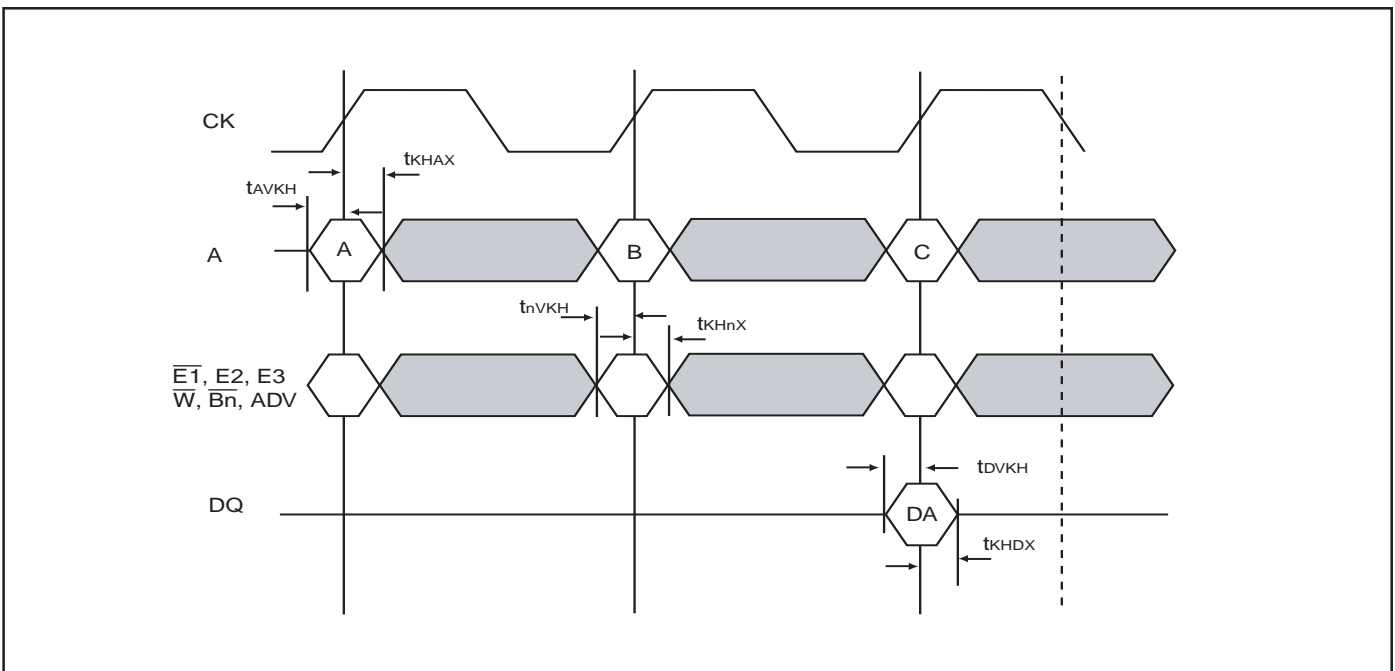 CK
tKHAX
tAVKH
A
A
B
C
tnVKH
tKHnX
E1, E2, E3
W, Bn, ADV
tDVKH
DQ
DA
tKHDX